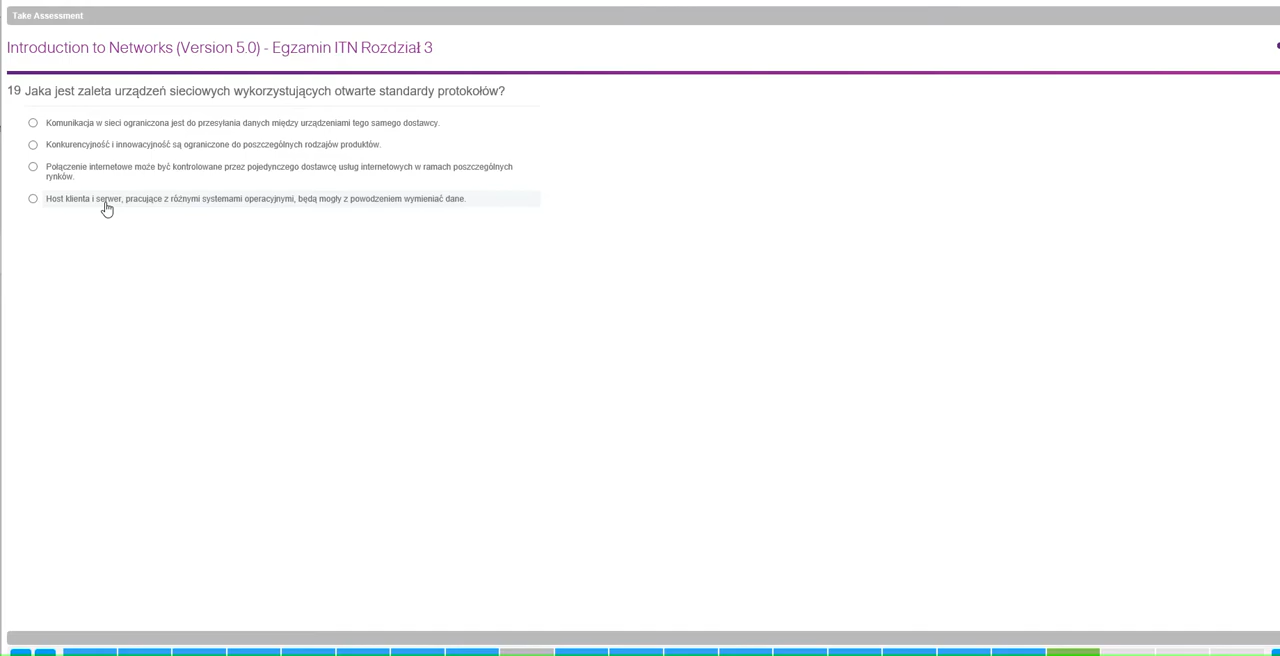 Take Assessment
Introduction to Networks (Version 5.0) - Egzamin ITN Rozdział 3
19 Jaka jest zaleta urządzeń sieciowych wykorzystujących otwarte standardy protokołów?
Komunikacja w sieci ograniczona jest do przesyłania danych między urządzeniami tego samego dostawcy.
Konkurencyjność i innowacyjność są ograniczone do poszczególnych rodzajów produktów.
Połączenie internetowe może być kontrolowane przez pojedynczego dostawcę usług internetowych w ramach poszczególnych
rynków.
Host klienta i serwer, pracujące z różnymi systemami operacyjnymi, będą mogły z powodzeniem wymieniać dane.